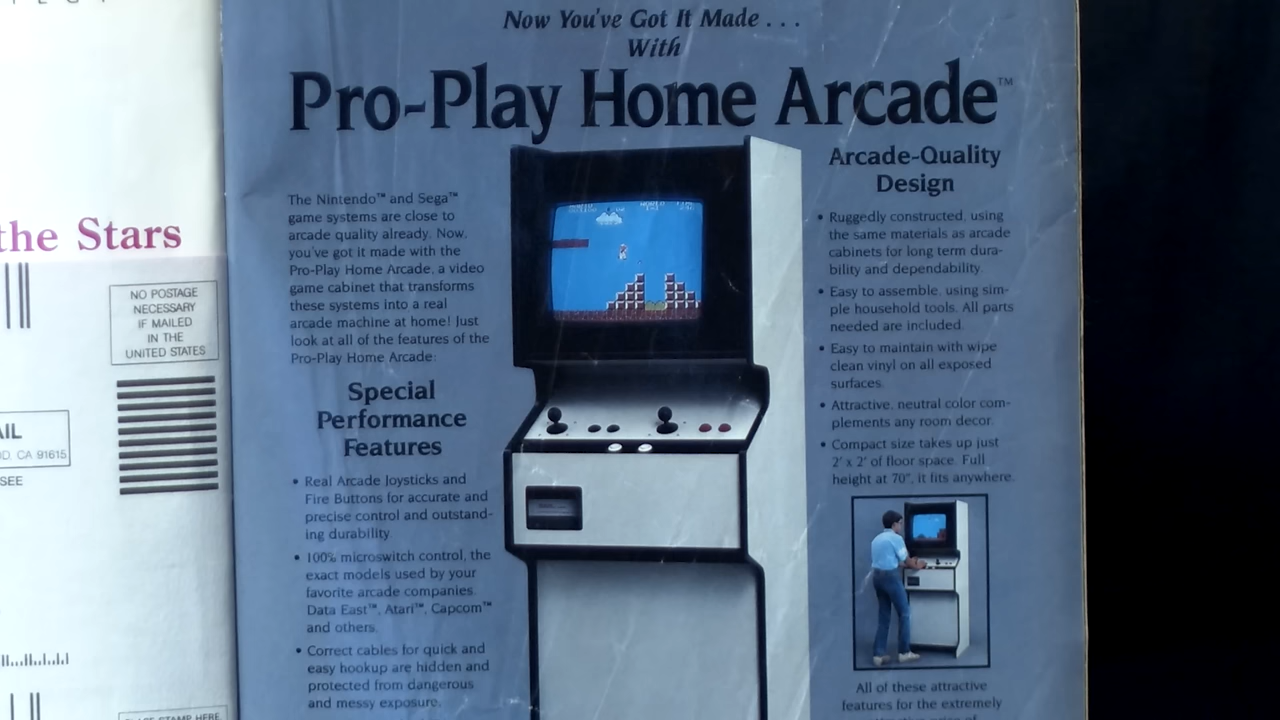 the Stars
NO POSTAGE
NECESSARY
IF MAILED
IN THE
UNITED STATES
AIL
CA 91615
SEE
PLACE STAMP HERE
Now You've Got It Made . . .
With
Pro-Play Home Arcade™
The Nintendo™ and Sega™
game systems are close to
arcade quality already. Now,
you've got it made with the
Pro-Play Home Arcade, a video
game cabinet that transforms
these systems into a real
arcade machine at home! Just
look at all of the features of the
Pro-Play Home Arcade:
Special
Performance
Features
• Real Arcade Joysticks and
Fire Buttons for accurate and
precise control and outstand-
ing durability.
• 100% microswitch control, the
exact models used by your
favorite arcade companies.
Data East™, Atari™, Capcom™
and others.
• Correct cables for quick and
easy hookup are hidden and
protected from dangerous
and messy exposure.
WORLD TIME
Arcade-Quality
Design
• Ruggedly constructed, using
the same materials as arcade
cabinets for long term dura-
bility and dependability.
• Easy to assemble, using sim-
ple household tools. All parts
needed are included.
• Easy to maintain with wipe
clean vinyl on all exposed
surfaces.
• Attractive, neutral color com-
plements any room decor.
• Compact size takes up just
2' x 2' of floor space. Full
height at 70", it fits anywhere.
All of these attractive
features for the extremely